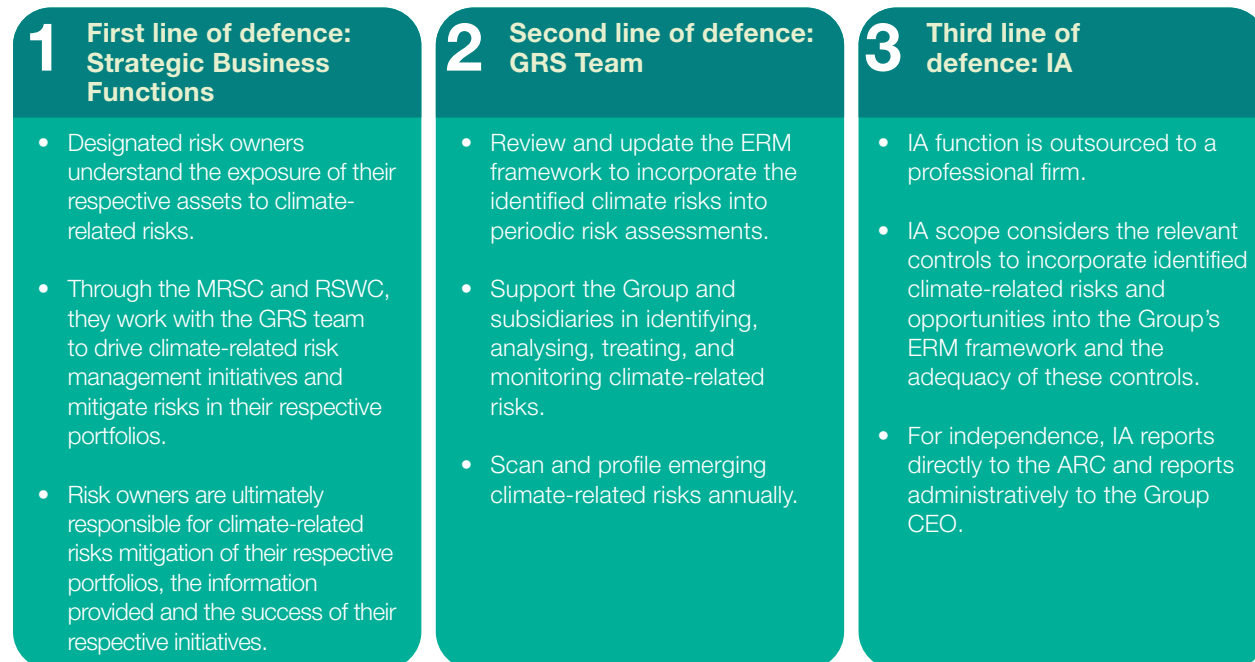 1
First line of defence:
Strategic Business
Functions
• Designated risk owners
understand the exposure of their
respective assets to climate-
related risks.
• Through the MRSC and RSWC,
they work with the GRS team
to drive climate-related risk
management initiatives and
mitigate risks in their respective
portfolios.
• Risk owners are ultimately
responsible for climate-related
risks mitigation of their respective
portfolios, the information
provided and the success of their
respective initiatives.
2
Second line of defence:
GRS Team
• Review and update the ERM
framework to incorporate the
identified climate risks into
periodic risk assessments.
• Support the Group and
subsidiaries in identifying,
analysing, treating, and
monitoring climate-related
risks.
• Scan and profile emerging
climate-related risks annually.
3
Third line of
defence: IA
• IA function is outsourced to a
professional firm.
• IA scope considers the relevant
controls to incorporate identified
climate-related risks and
opportunities into the Group’s
ERM framework and the
adequacy of these controls.
• For independence, IA reports
directly to the ARC and reports
administratively to the Group
CEO.